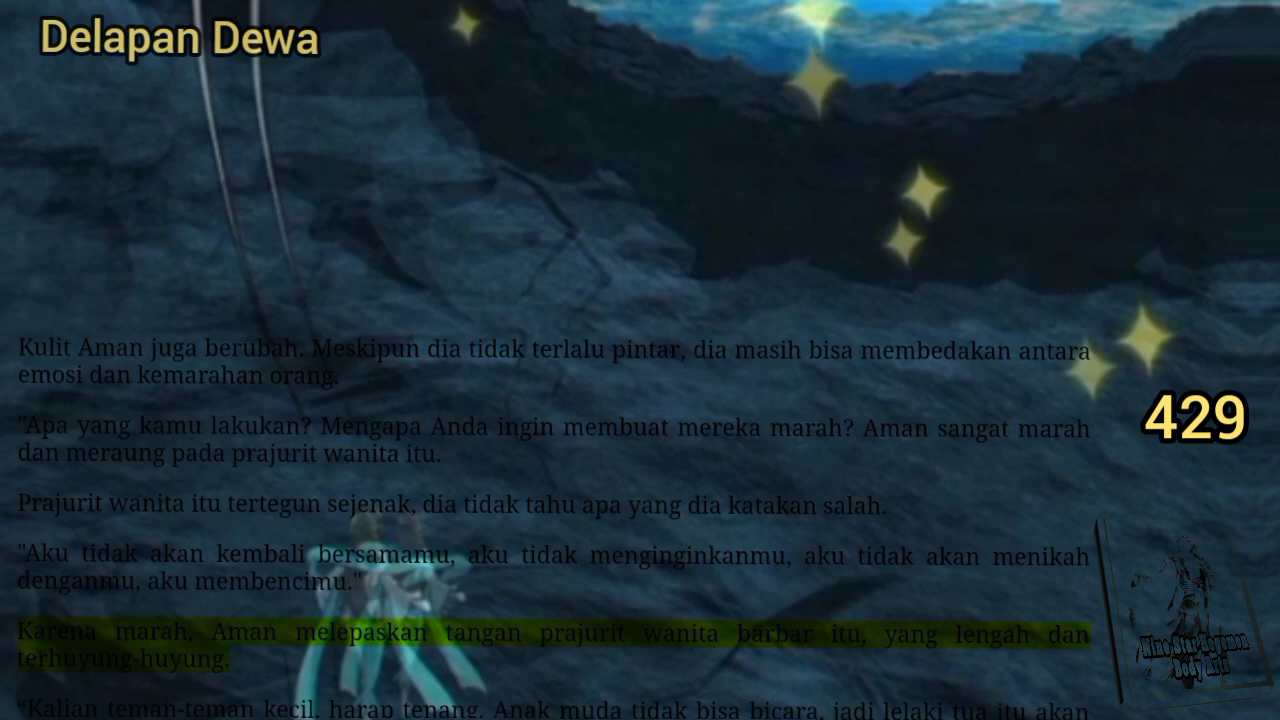 Delapan Dewa
Kulit Aman juga berubah. Meskipun dia tidak terlalu pintar, dia masih bisa membedakan antara
emosi dan kemarahan orang.
"Apa yang kamu lakukan? Mengapa Anda ingin membuat mereka marah? Aman sangat marah
dan meraung pada prajurit wanita itu.
429
Prajurit wanita itu tertegun sejenak, dia tidak tahu apa yang dia katakan salah.
"Aku tidak akan kembali bersamamu, aku tidak menginginkanmu, aku tidak akan menikah
denganmu, aku membencimu."
Karena marah, Aman melepaskan tangan prajurit wanita barbar itu, yang lengah dan
terhuyung-huyung.
“Kalian teman-teman kecil, harap tenang. Anak muda tidak bisa bicara, jadi lelaki tua itu akan